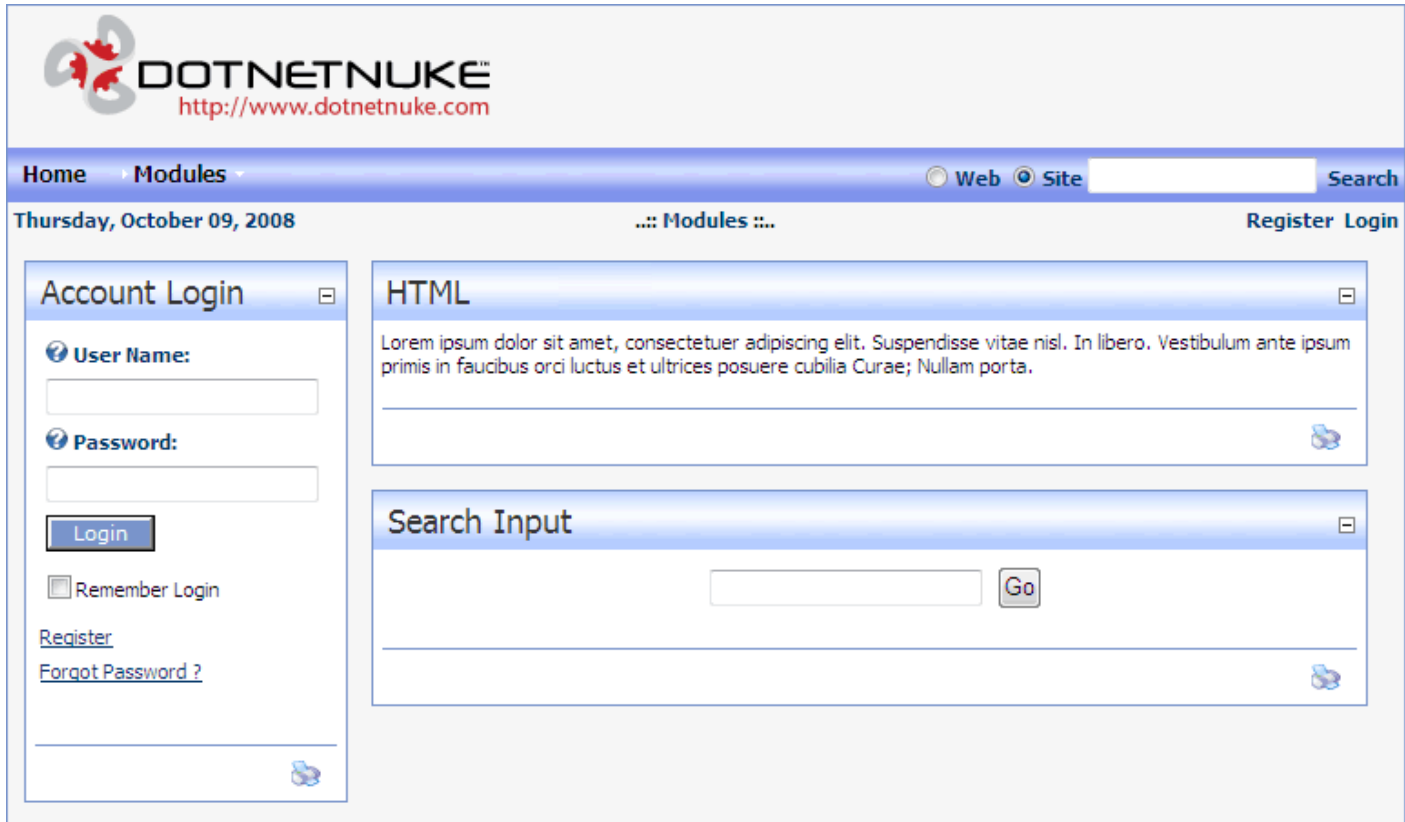 DOTNETNUKE™
http://www.dotnetnuke.com
Home Modules Web Site Search
Thursday, October 09, 2008 ..:: Modules ::.. Register Login
Account Login
User Name:
Password:
Login
Remember Login
Register
Forgot Password ?
HTML
Lorem ipsum dolor sit amet, consectetuer adipiscing elit. Suspendisse vitae nisl. In libero. Vestibulum ante ipsum
primis in faucibus orci luctus et ultrices posuere cubilia Curae; Nullam porta.
Search Input
Go